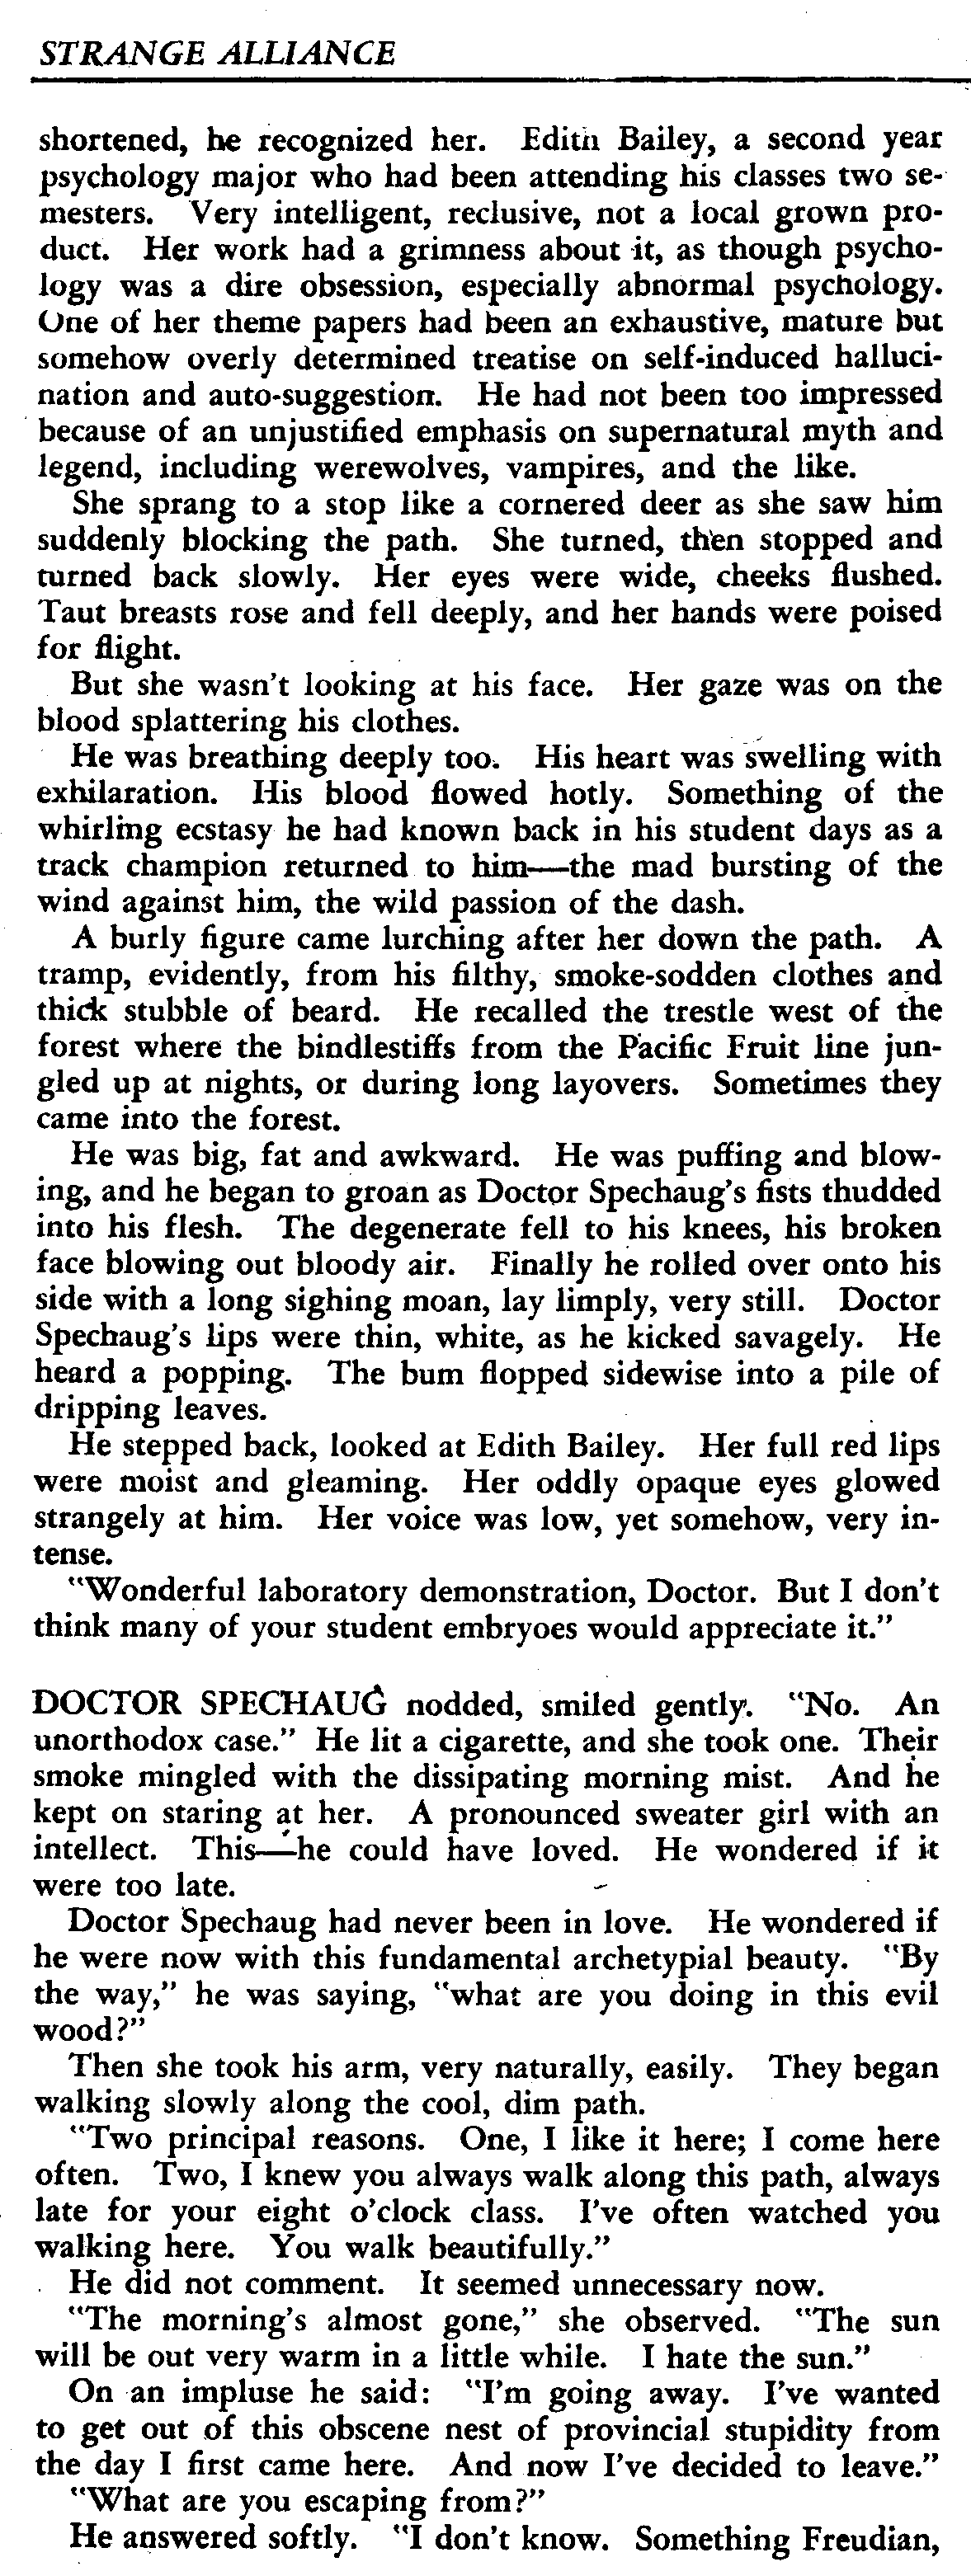 STRANGE ALLIANCE
shortened, he recognized her. Edith Bailey, a second year
psychology major who had been attending his classes two se-
mesters. Very intelligent, reclusive, not a local grown pro-
duct. Her work had a grimness about it, as though psycho-
logy was a dire obsession, especially abnormal psychology.
One of her theme papers had been an exhaustive, mature but
somehow overly determined treatise on self-induced halluci-
nation and auto-suggestion. He had not been too impressed
because of an unjustified emphasis on supernatural myth and
legend, including werewolves, vampires, and the like.
She sprang to a stop like a cornered deer as she saw him
suddenly blocking the path. She turned, then stopped and
turned back slowly. Her eyes were wide, cheeks flushed.
Taut breasts rose and fell deeply, and her hands were poised
for flight.
But she wasn't looking at his face. Her gaze was on the
blood splattering his clothes.
He was breathing deeply too. His heart was swelling with
exhilaration. His blood flowed hotly. Something of the
whirling ecstasy he had known back in his student days as a
track champion returned to him—the mad bursting of the
wind against him, the wild passion of the dash.
A burly figure came lurching after her down the path. A
tramp, evidently, from his filthy, smoke-sodden clothes and
thick stubble of beard. He recalled the trestle west of the
forest where the bindlestiffs from the Pacific Fruit line jun-
gled up at nights, or during long layovers. Sometimes they
came into the forest.
He was big, fat and awkward. He was puffing and blow-
ing, and he began to groan as Doctor Spechaug's fists thudded
into his flesh. The degenerate fell to his knees, his broken
face blowing out bloody air. Finally he rolled over onto his
side with a long sighing moan, lay limply, very still. Doctor
Spechaug's lips were thin, white, as he kicked savagely. He
heard a popping. The bum flopped sidewise into a pile of
dripping leaves.
He stepped back, looked at Edith Bailey. Her full red lips
were moist and gleaming. Her oddly opaque eyes glowed
strangely at him. Her voice was low, yet somehow, very in-
tense.
"Wonderful laboratory demonstration, Doctor. But I don't
think many of your student embryoes would appreciate it."
DOCTOR SPECHAUG nodded, smiled gently. "No. An
unorthodox case." He lit a cigarette, and she took one. Their
smoke mingled with the dissipating morning mist. And he
kept on staring at her. A pronounced sweater girl with an
intellect. This—he could have loved. He wondered if it
were too late.
Doctor Spechaug had never been in love. He wondered if
he were now with this fundamental archetypial beauty. "By
the way," he was saying, "what are you doing in this evil
wood?"
Then she took his arm, very naturally, easily. They began
walking slowly along the cool, dim path.
"Two principal reasons. One, I like it here; I come here
often. Two, I knew you always walk along this path, always
late for your eight o'clock class. I've often watched you
walking here. You walk beautifully."
He did not comment. It seemed unnecessary now.
"The morning's almost gone," she observed. "The sun
will be out very warm in a little while. I hate the sun."
On an impluse he said: "I'm going away. I've wanted
to get out of this obscene nest of provincial stupidity from
the day I first came here. And now I've decided to leave."
"What are you escaping from?"
He answered softly. "I don't know. Something Freudian,